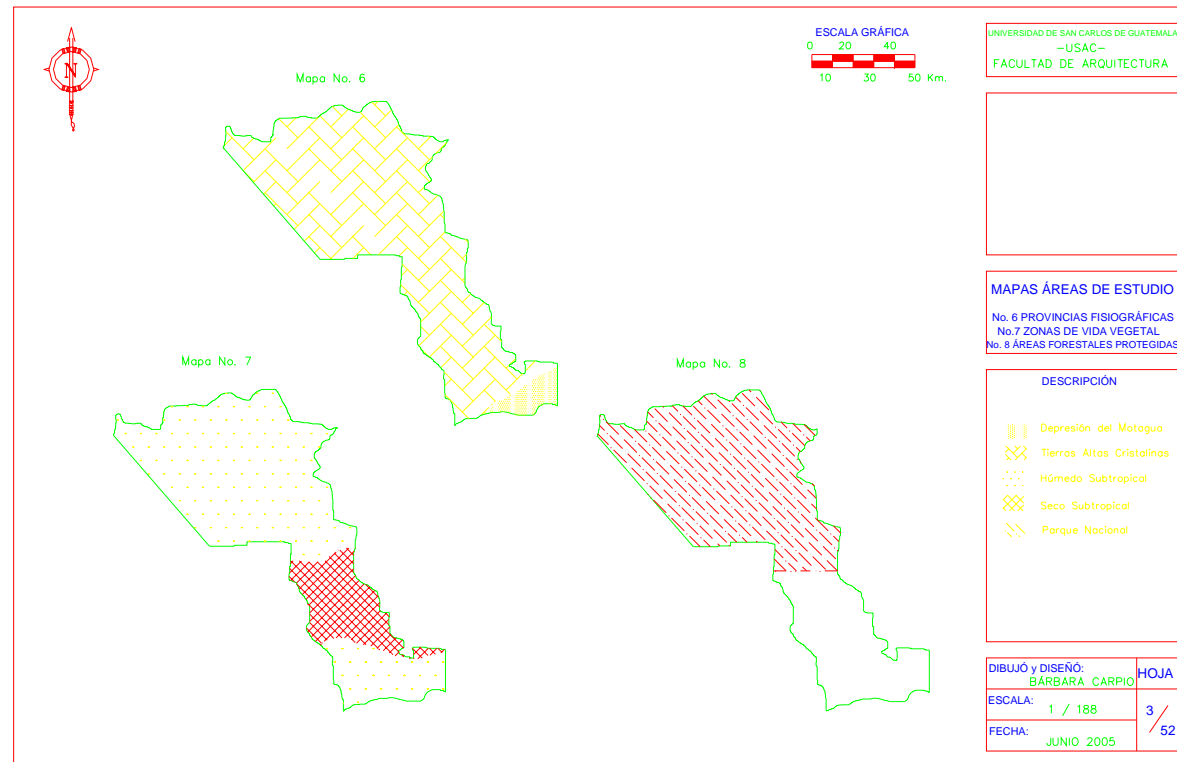 N
Mapa No. 6
ESCALA GRÁFICA
0 20 40
10 30 50 Km.
Mapa No. 7
Mapa No. 8
UNIVERSIDAD DE SAN CARLOS DE GUATEMALA
-USAC-
FACULTAD DE ARQUITECTURA
MAPAS ÁREAS DE ESTUDIO
No. 6 PROVINCIAS FISIOGRÁFICAS
No.7 ZONAS DE VIDA VEGETAL
No. 8 ÁREAS FORESTALES PROTEGIDAS
DESCRIPCIÓN
Depresión del Motagua
Tierras Altas Cristalinas
Húmedo Subtropical
Seco Subtropical
Parque Nacional
DIBUJÓ y DISEÑÓ:
BÁRBARA CARPIO
HOJA
ESCALA:
1 / 188
3 / 52
FECHA:
JUNIO 2005